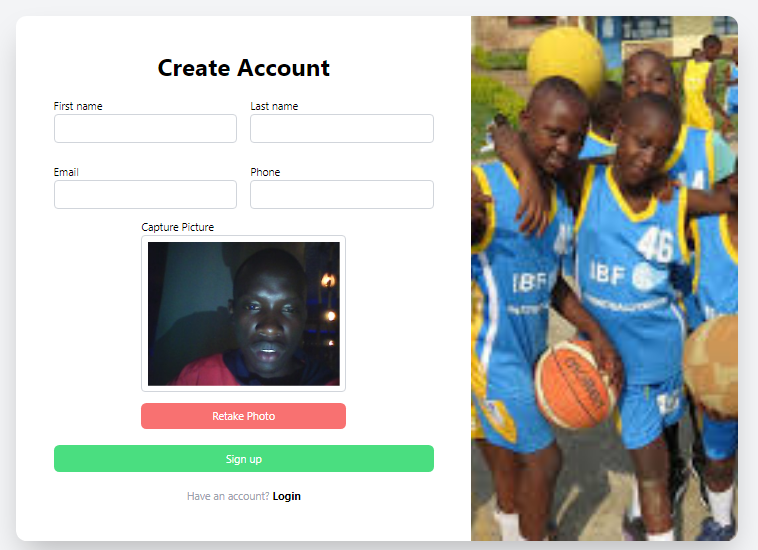 Create Account
First name
Last name
Email
Phone
Capture Picture
Retake Photo
Sign up
Have an account? Login
46
IBF
IBF